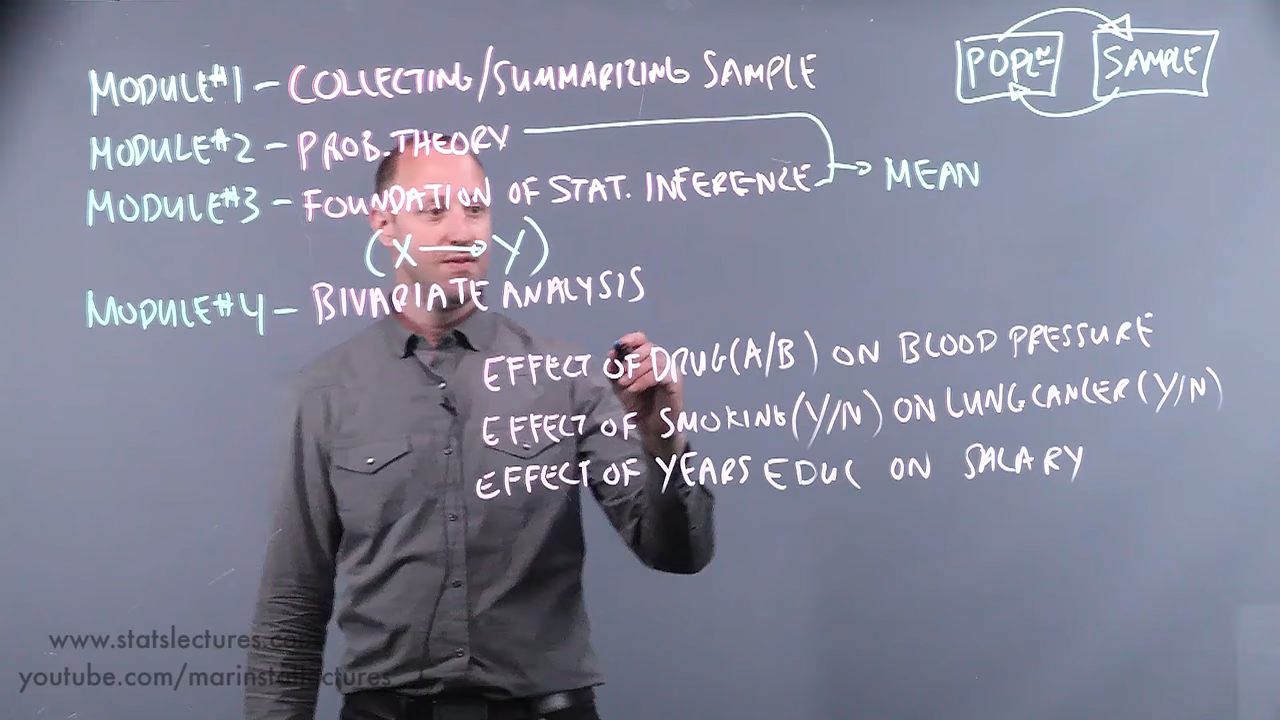 MODULE#1 - COLLECTING/SUMMARIZING SAMPLE
POPLN SAMPLE
MODULE#2 - PROB. THEORY
MODULE#3 - FOUNDATION OF STAT. INFERENCE → MEAN
(X → Y)
MODULE#4 - BIVARIATE ANALYSIS
EFFECT OF DRUG (A/B) ON BLOOD PRESSURE
EFFECT OF SMOKING (Y/N) ON LUNG CANCER (Y/N)
EFFECT OF YEARS EDUC ON SALARY
www.statslectures.com
youtube.com/marinstatlectures